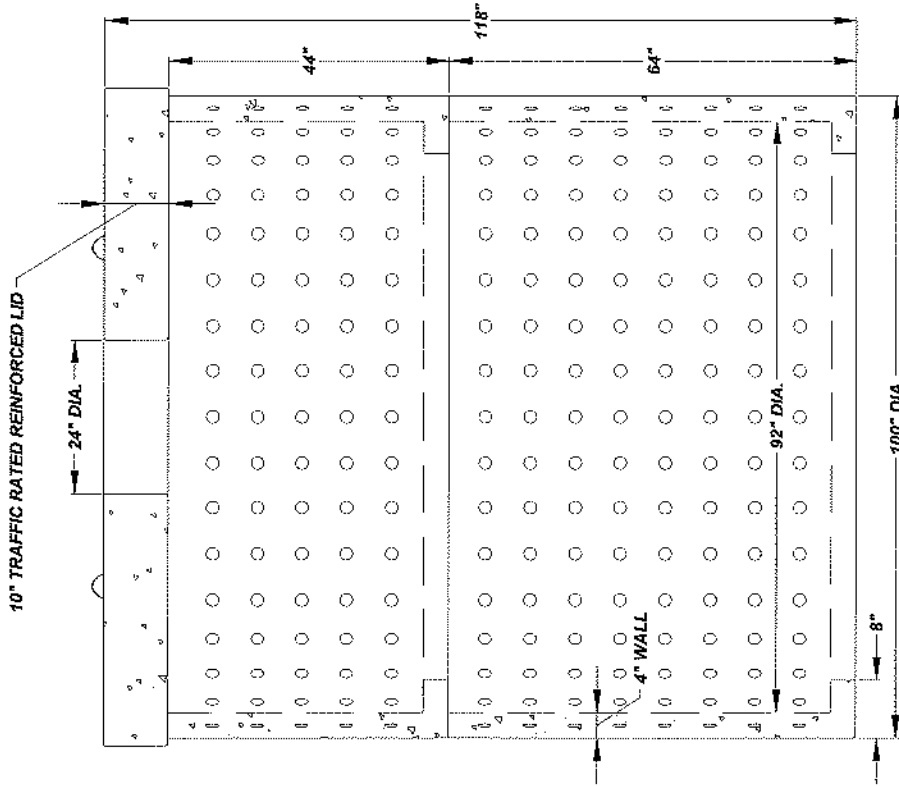 118"
44"
64"
10" TRAFFIC RATED REINFORCED LID
24" DIA.
92" DIA.
100" DIA
4" WALL
8"